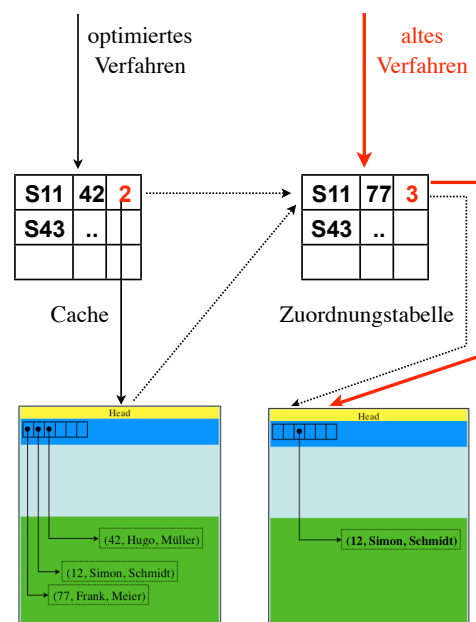 optimiertes
Verfahren
altes
Verfahren
S11 42 2
S43 ..
S11 77 3
S43 ..
Cache
Zuordnungstabelle
Head
(42, Hugo, Müller)
(12, Simon, Schmidt)
(77, Frank, Meier)
Head
(12, Simon, Schmidt)